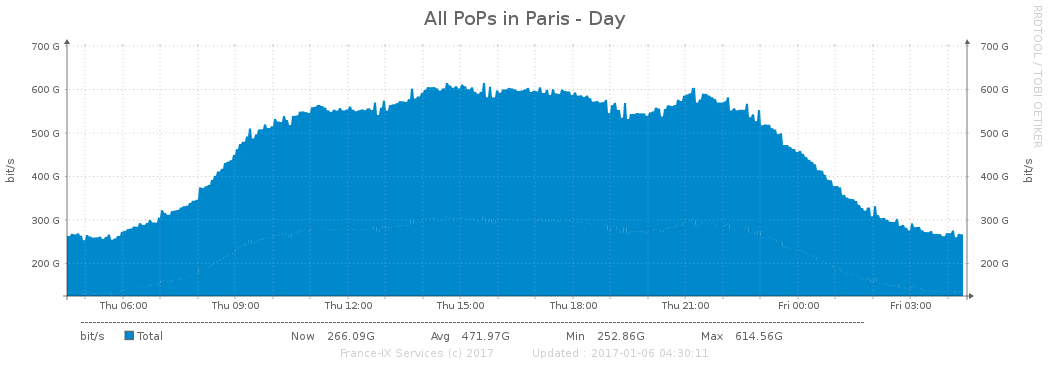 All PoPs in Paris - Day
RRDTOOL / TOBI OETIKER
700 G 700 G
600 G 600 G
500 G 500 G
400 G 400 G
300 G 300 G
200 G 200 G
bit/s bit/s
Thu 06:00 Thu 09:00 Thu 12:00 Thu 15:00 Thu 18:00 Thu 21:00 Fri 00:00 Fri 03:00
bit/s Total Now 266.09G Avg 471.97G Min 252.86G Max 614.56G
France-IX Services (c) 2017 Updated : 2017-01-06 04:30:11